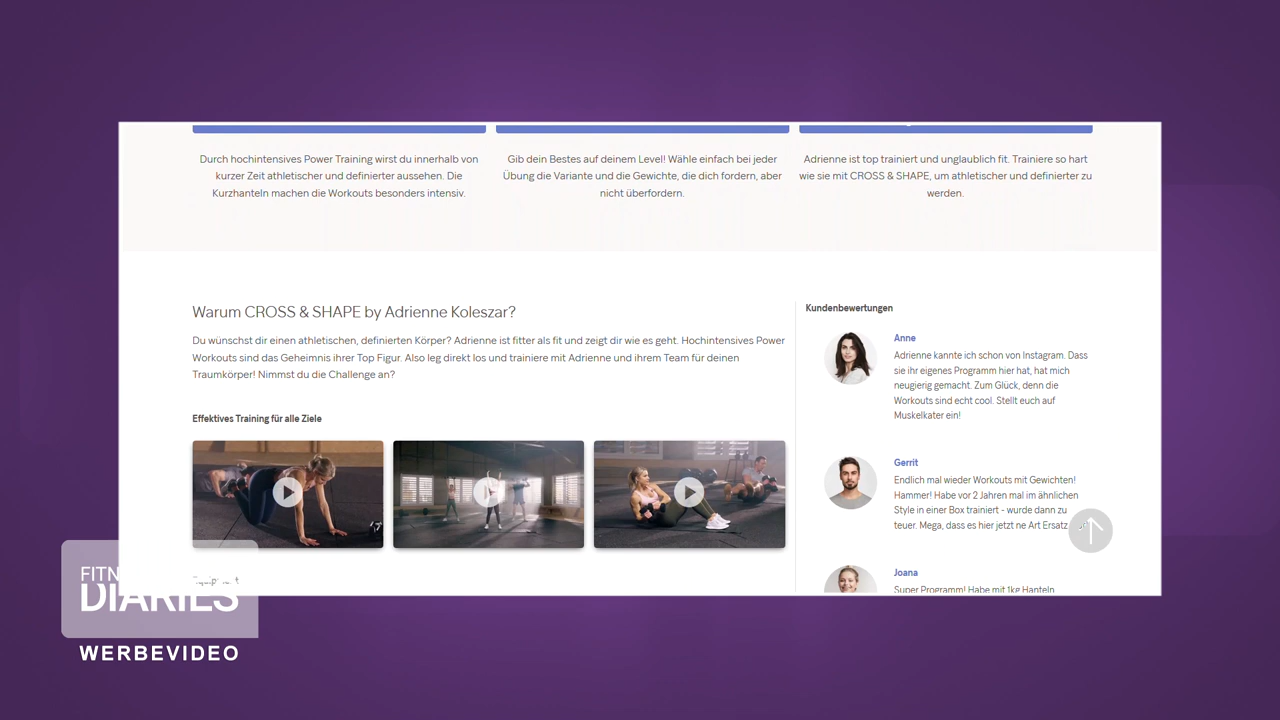 Durch hochintensives Power Training wirst du innerhalb von
kurzer Zeit athletischer und definierter aussehen. Die
Kurzhanteln machen die Workouts besonders intensiv.
Gib dein Bestes auf deinem Level! Wähle einfach bei jeder
Übung die Variante und die Gewichte, die dich fordern, aber
nicht überfordern.
Adrienne ist top trainiert und unglaublich fit. Trainiere so hart
wie sie mit CROSS & SHAPE, um athletischer und definierter zu
werden.
Warum CROSS & SHAPE by Adrienne Koleszar?
Du wünschst dir einen athletischen, definierten Körper? Adrienne ist fitter als fit und zeigt dir wie es geht. Hochintensives Power
Workouts sind das Geheimnis ihrer Top Figur. Also leg direkt los und trainiere mit Adrienne und ihrem Team für deinen
Traumkörper! Nimmst du die Challenge an?
Effektives Training für alle Ziele
Kundenbewertungen
Anne
Adrienne kannte ich schon von Instagram. Dass
sie ihr eigenes Programm hier hat, hat mich
neugierig gemacht. Zum Glück, denn die
Workouts sind echt cool. Stellt euch auf
Muskelkater ein!
Gerrit
Endlich mal wieder Workouts mit Gewichten!
Hammer! Habe vor 2 Jahren mal im ähnlichen
Style in einer Box trainiert - wurde dann zu
teuer. Mega, dass es hier jetzt ne Art Ersatz
Joana
Super Programm! Habe mit 1kg Hanteln
FITN
DIARIES
WERBEVIDEO